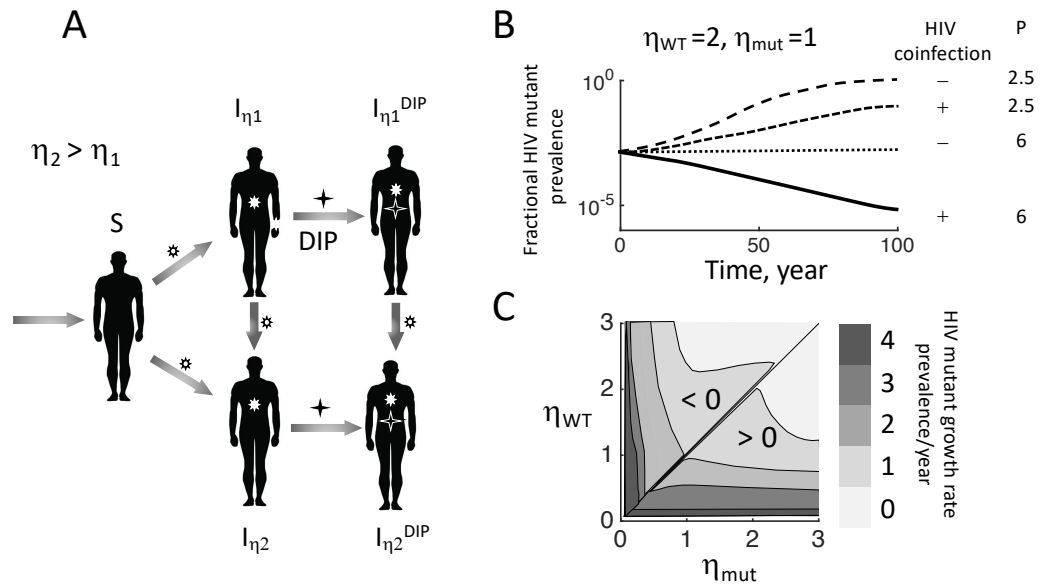 A
η2 > η1
S
Iη1
Iη1DIP
DIP
Iη2
Iη2DIP
B
ηWT =2, ηmut =1
HIV
coinfection
P
Fractional HIV mutant
prevalence
10^0
10^-5
− 2.5
+ 2.5
− 6
+ 6
0 50 100
Time, year
C
3
2
1
0
ηWT
< 0
> 0
0 1 2 3
ηmut
4
3
2
1
0
HIV mutant growth rate
prevalence/year